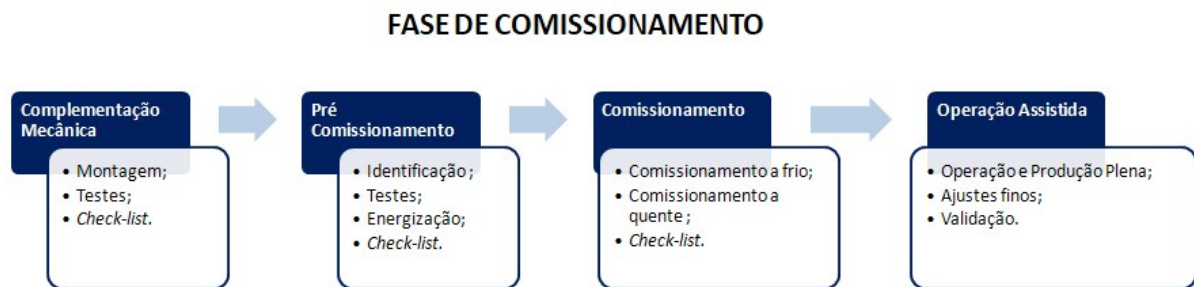 FASE DE COMISSIONAMENTO
Complementação
Mecânica
• Montagem;
• Testes;
• Check-list.
Pré
Comissionamento
• Identificação ;
• Testes;
• Energização;
• Check-list.
Comissionamento
• Comissionamento a frio;
• Comissionamento a
quente ;
• Check-list.
Operação Assistida
• Operação e Produção Plena;
• Ajustes finos;
• Validação.